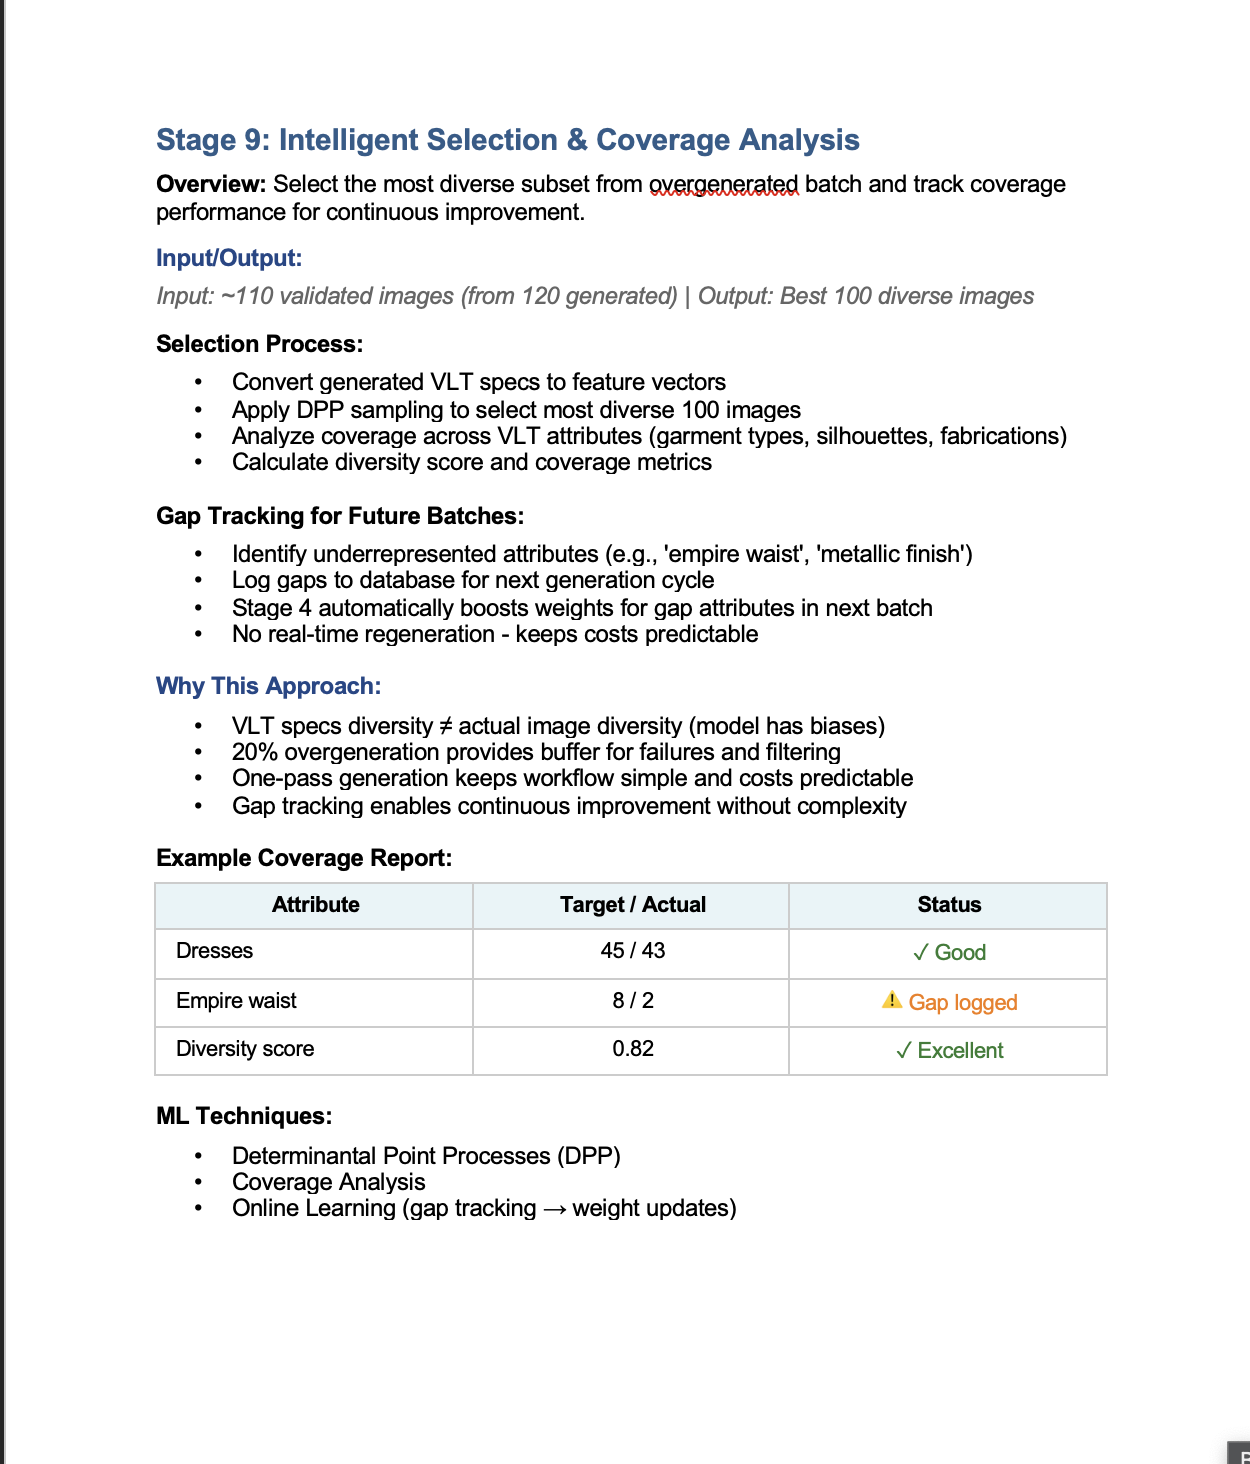 Stage 9: Intelligent Selection & Coverage Analysis
Overview: Select the most diverse subset from overgenerated batch and track coverage
performance for continuous improvement.
Input/Output:
Input: ~110 validated images (from 120 generated) | Output: Best 100 diverse images
Selection Process:
• Convert generated VLT specs to feature vectors
• Apply DPP sampling to select most diverse 100 images
• Analyze coverage across VLT attributes (garment types, silhouettes, fabrications)
• Calculate diversity score and coverage metrics
Gap Tracking for Future Batches:
• Identify underrepresented attributes (e.g., 'empire waist', 'metallic finish')
• Log gaps to database for next generation cycle
• Stage 4 automatically boosts weights for gap attributes in next batch
• No real-time regeneration - keeps costs predictable
Why This Approach:
• VLT specs diversity ≠ actual image diversity (model has biases)
• 20% overgeneration provides buffer for failures and filtering
• One-pass generation keeps workflow simple and costs predictable
• Gap tracking enables continuous improvement without complexity
Example Coverage Report:
Attribute Target / Actual Status
Dresses 45 / 43 ✓ Good
Empire waist 8 / 2 ⚠ Gap logged
Diversity score 0.82 ✓ Excellent
ML Techniques:
• Determinantal Point Processes (DPP)
• Coverage Analysis
• Online Learning (gap tracking → weight updates)